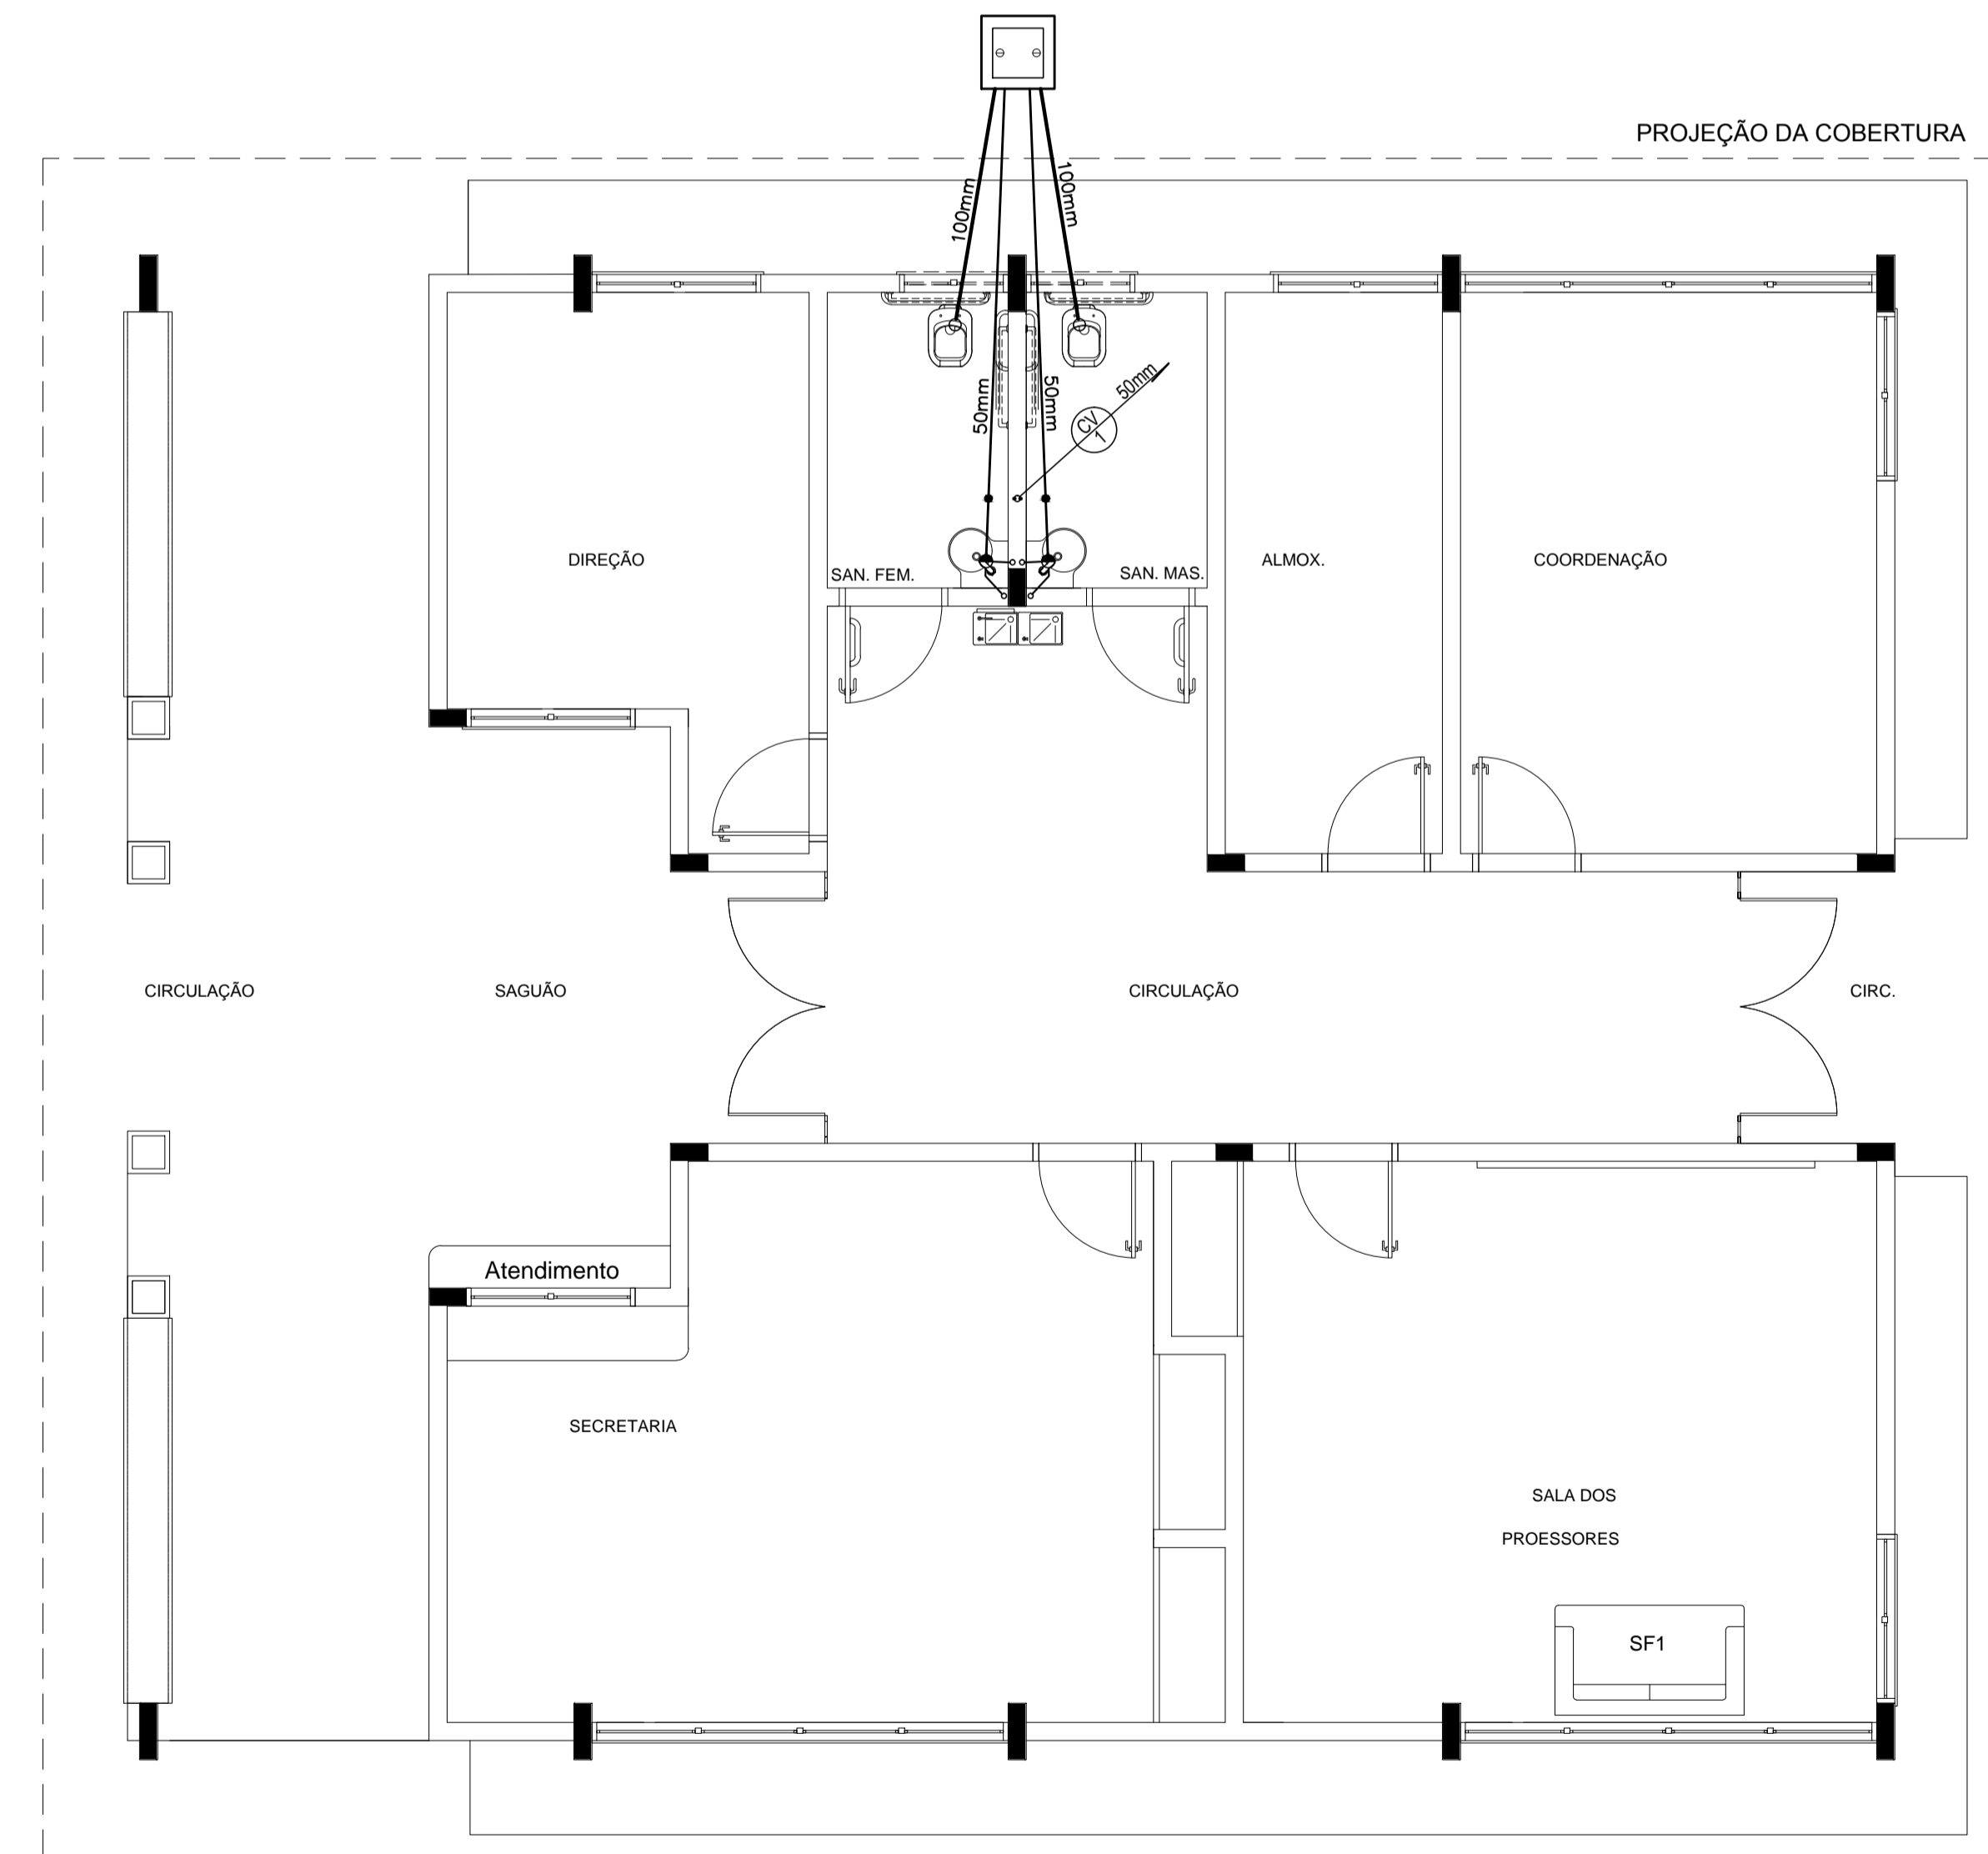 PROJEÇÃO DA COBERTURA
100mm
100mm
50mm
50mm
50mm
CV
1
DIREÇÃO
SAN. FEM.
SAN. MAS.
ALMOX.
COORDENAÇÃO
CIRCULAÇÃO
SAGUÃO
CIRCULAÇÃO
CIRC.
Atendimento
SECRETARIA
SALA DOS
PROESSORES
SF1